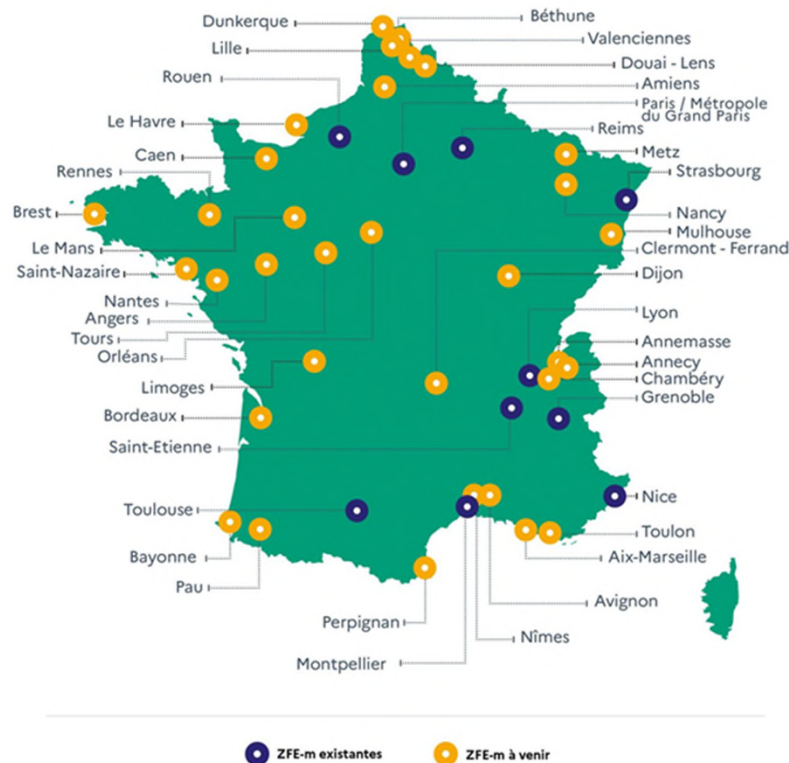 Dunkerque
Béthune
Lille
Valenciennes
Douai - Lens
Rouen
Amiens
Paris / Métropole
du Grand Paris
Le Havre
Reims
Caen
Metz
Rennes
Strasbourg
Brest
Nancy
Mulhouse
Le Mans
Clermont - Ferrand
Saint-Nazaire
Dijon
Nantes
Lyon
Angers
Tours
Annemasse
Orléans
Annecy
Chambéry
Limoges
Grenoble
Bordeaux
Saint-Etienne
Nice
Toulouse
Toulon
Bayonne
Aix-Marseille
Pau
Avignon
Perpignan
Nîmes
Montpellier
ZFE-m existantes
ZFE-m à venir